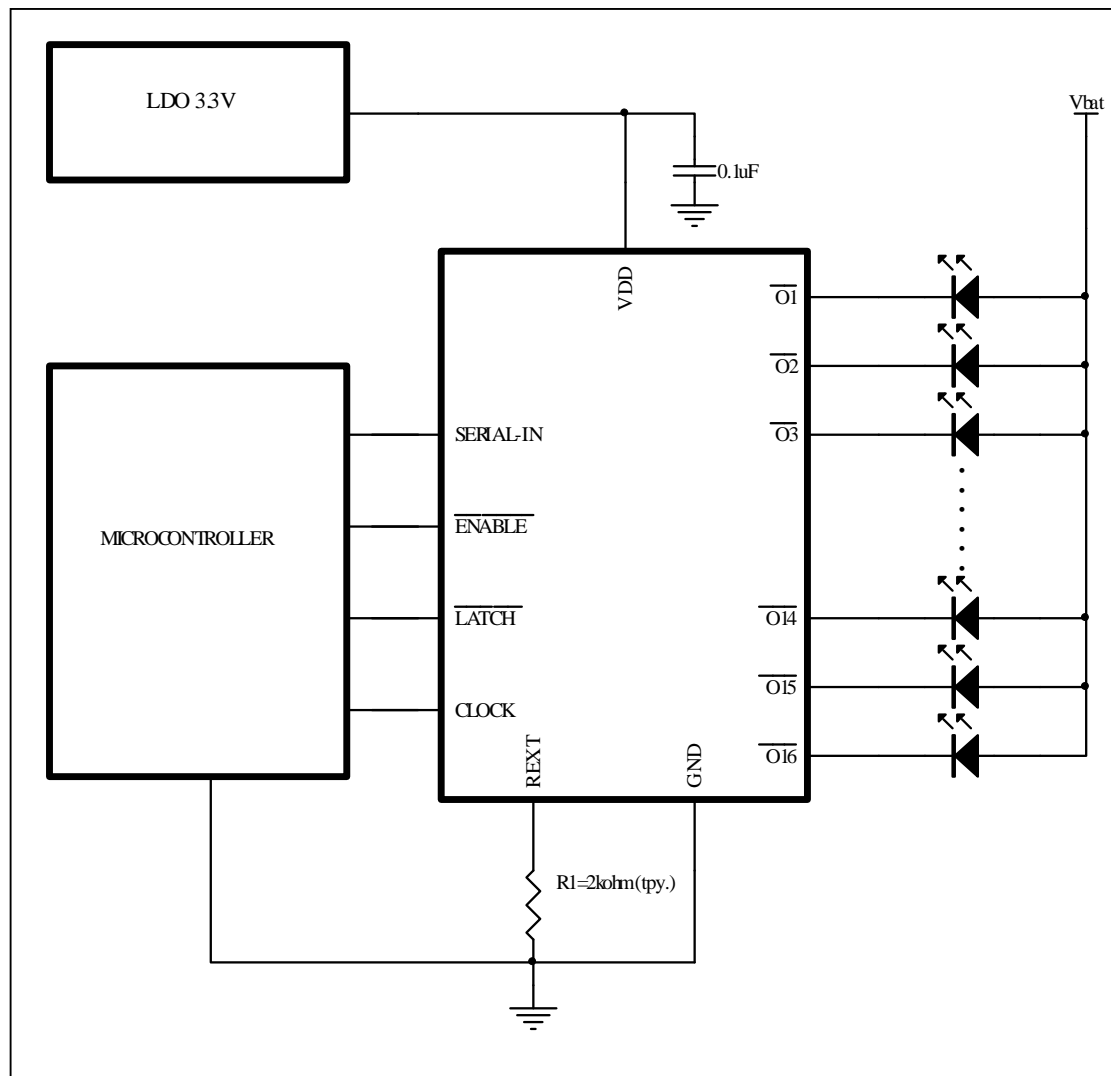 LDO 3.3V
Vbat
0.1uF
VDD
O1
O2
O3
SERIAL-IN
ENABLE
MICROCONTROLLER
LATCH
O14
O15
CLOCK
O16
REXT
GND
R1=2kohm(tpy.)